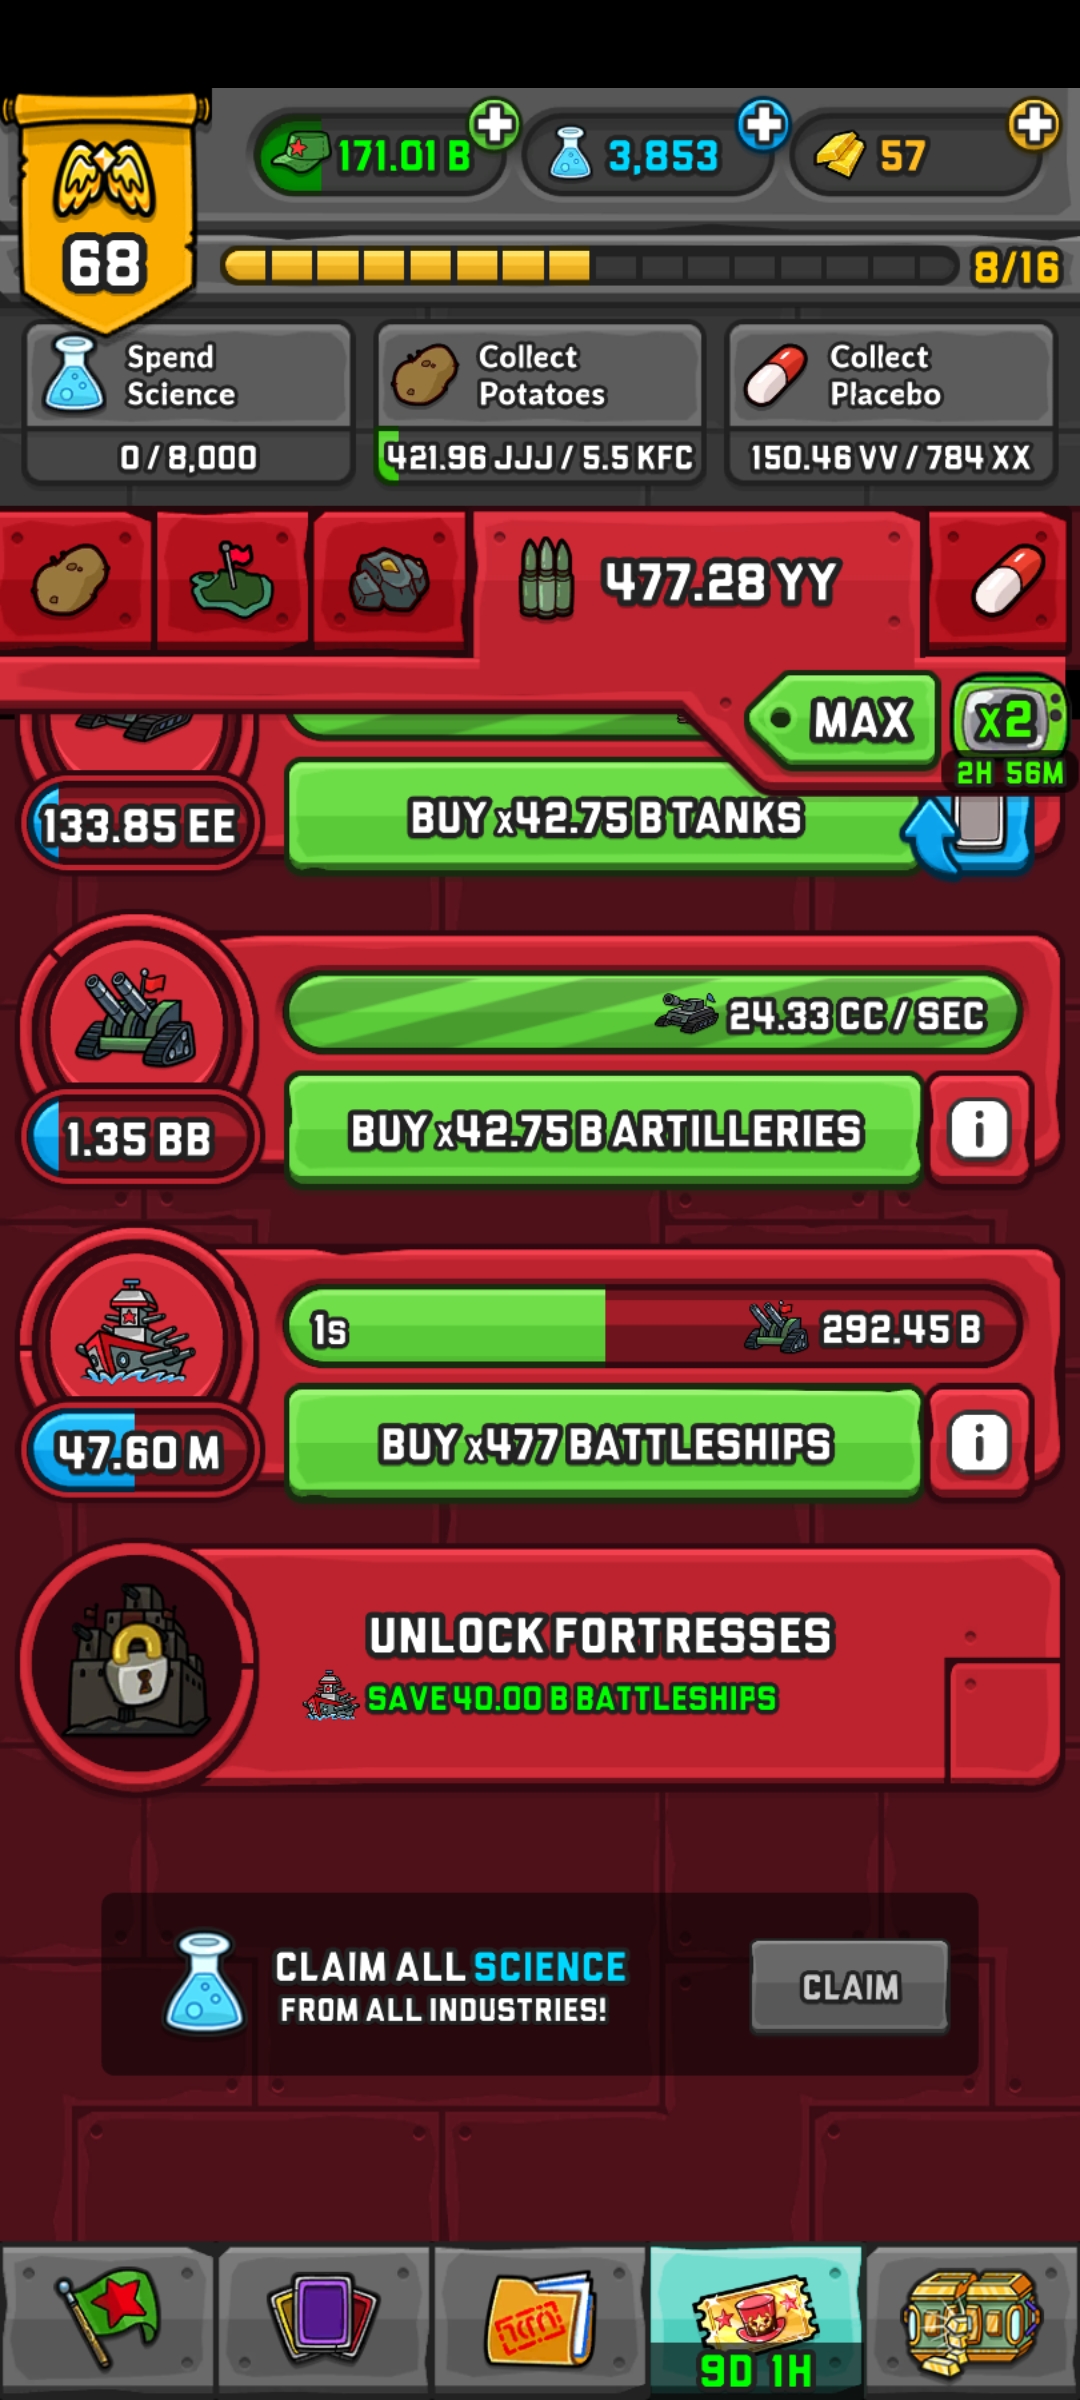 171.01 B
3,853
57
68
8/16
Spend
Science
0 / 8,000
Collect
Potatoes
421.96 JJJ / 5.5 KFC
Collect
Placebo
150.46 VV / 784 XX
477.28 YY
MAX
x2
2H 56M
133.85 EE
BUY x42.75 B TANKS
24.33 CC / SEC
1.35 BB
BUY x42.75 B ARTILLERIES
i
1s
292.45 B
47.60 M
BUY x477 BATTLESHIPS
i
UNLOCK FORTRESSES
SAVE 40.00 B BATTLESHIPS
CLAIM ALL SCIENCE
FROM ALL INDUSTRIES!
CLAIM
9D 1H